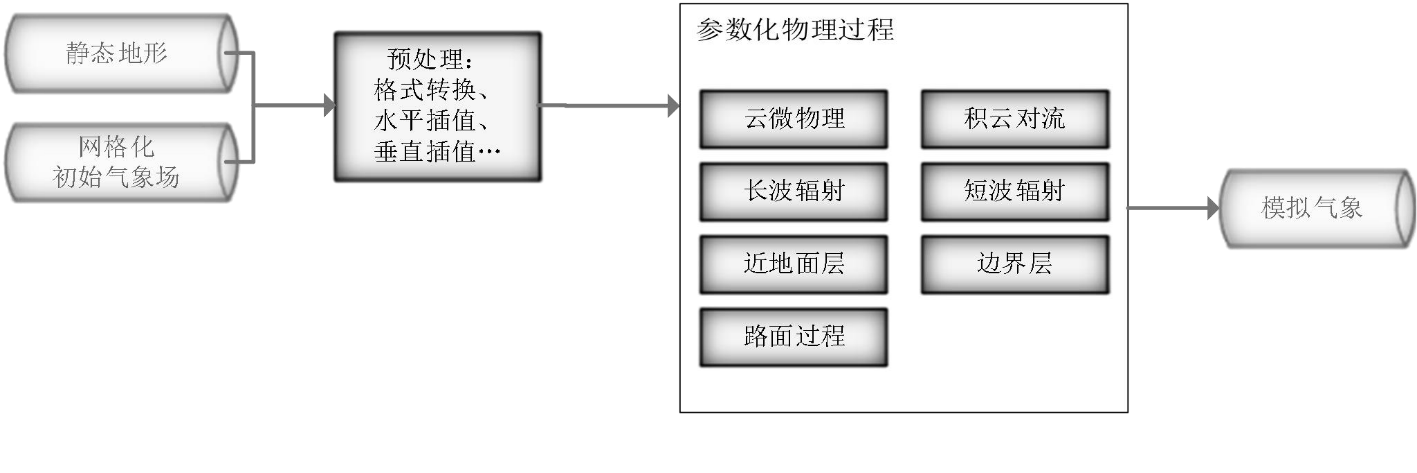 静态地形
网格化
初始气象场
预处理：
格式转换、
水平插值、
垂直插值…
参数化物理过程
云微物理
积云对流
长波辐射
短波辐射
近地面层
边界层
路面过程
模拟气象